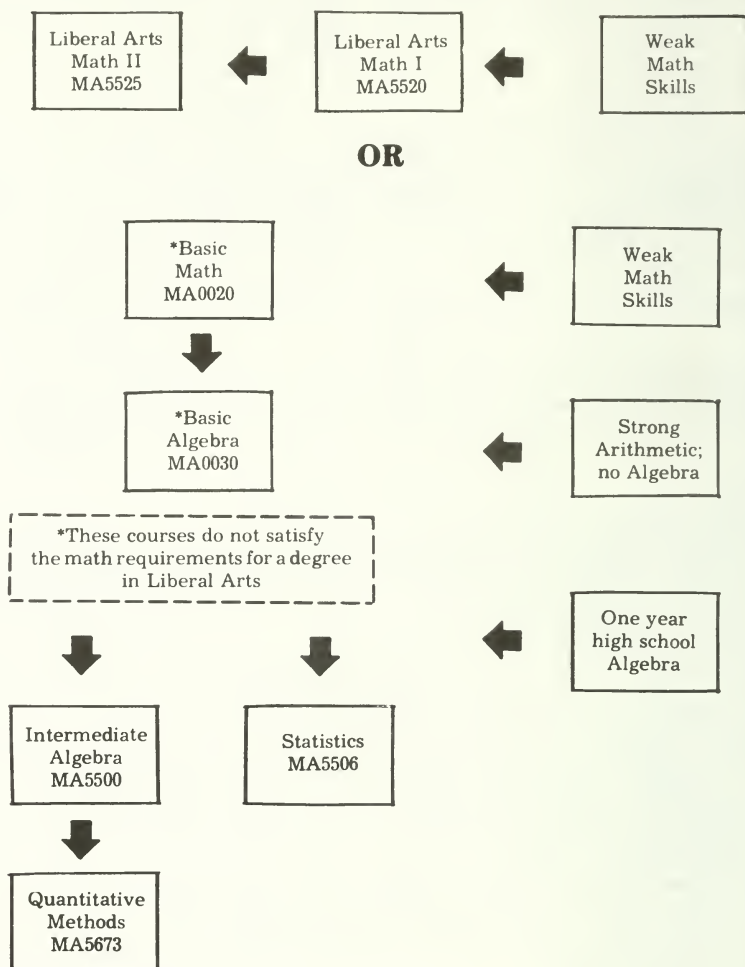 Liberal Arts
Math II
MA5525
Liberal Arts
Math I
MA5520
Weak
Math
Skills
OR
*Basic
Math
MA0020
Weak
Math
Skills
*Basic
Algebra
MA0030
Strong
Arithmetic;
no Algebra
*These courses do not satisfy
the math requirements for a degree
in Liberal Arts
One year
high school
Algebra
Intermediate
Algebra
MA5500
Statistics
MA5506
Quantitative
Methods
MA5673